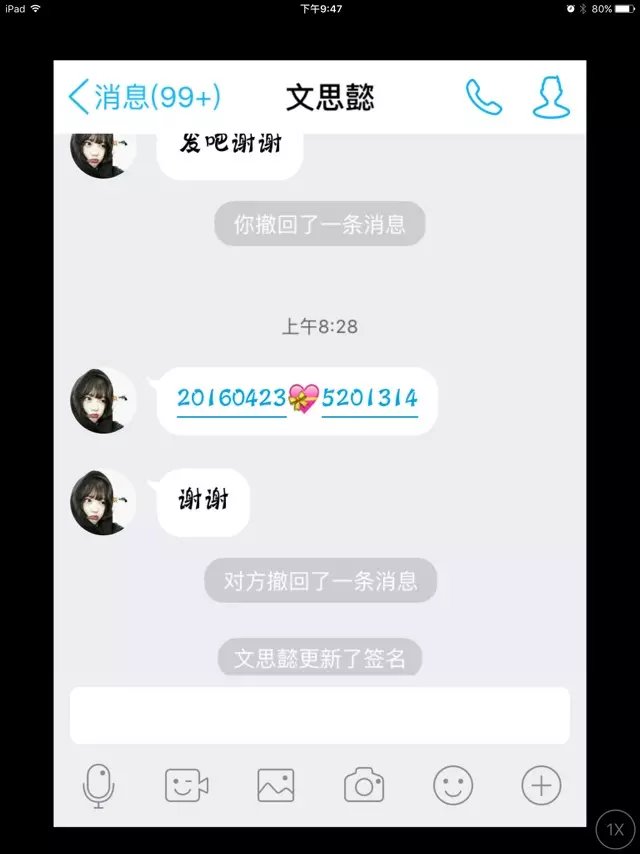 iPad 下午9:47 80%
消息(99+) 文思懿
发吧谢谢
你撤回了一条消息
上午8:28
20160423💝5201314
谢谢
对方撤回了一条消息
文思懿更新了签名
1X